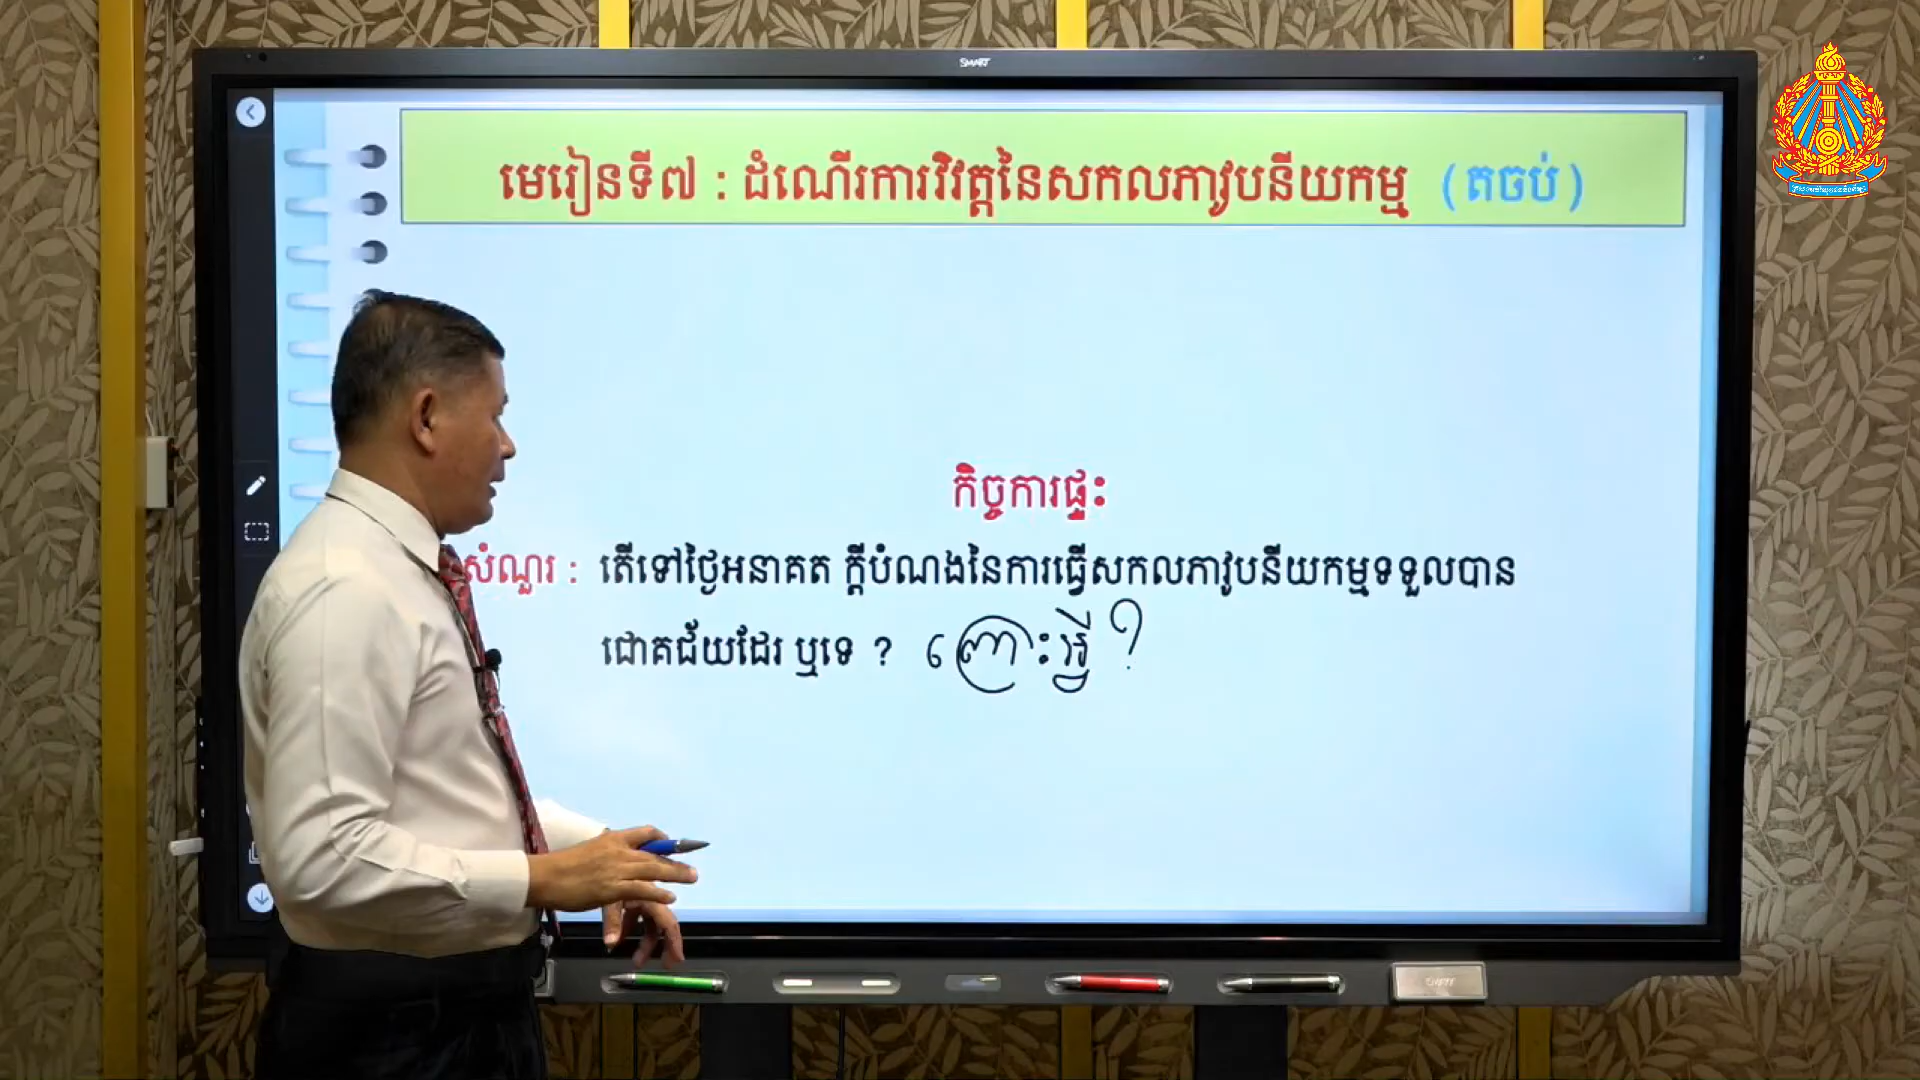 SMART
មេរៀនទី៧ : ដំណើរការវិវត្តនៃសកលភាវូបនីយកម្ម (តចប់)
កិច្ចការផ្ទះ
សំណួរ : តើទៅថ្ងៃអនាគត ក្តីបំណងនៃការធ្វើសកលភាវូបនីយកម្មទទួលបាន
ជោគជ័យដែរ ឬទេ ? ព្រោះអ្វី ?
SMART